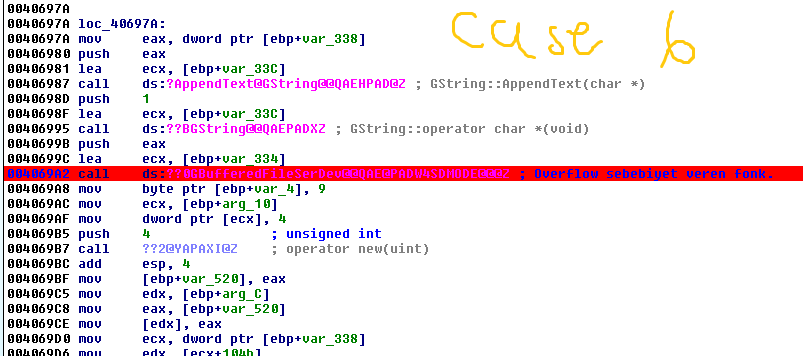 0040697A
0040697A loc_40697A:
0040697A mov eax, dword ptr [ebp+var_338]
00406980 push eax
00406981 lea ecx, [ebp+var_33C]
00406987 call ds:?AppendText@GString@@QAEHPAD@Z ; GString::AppendText(char *)
0040698D push 1
0040698F lea ecx, [ebp+var_33C]
00406995 call ds:??BGString@@QAEPADXZ ; GString::operator char *(void)
0040699B push eax
0040699C lea ecx, [ebp+var_334]
004069A2 call ds:??0GBufferedFileSerDev@@QAE@PADW4SDMODE@@@Z ; Overflow sebebiyet veren fonk.
004069A8 mov byte ptr [ebp+var_4], 9
004069AC mov ecx, [ebp+arg_10]
004069AF mov dword ptr [ecx], 4
004069B5 push 4 ; unsigned int
004069B7 call ??2@YAPAXI@Z ; operator new(uint)
004069BC add esp, 4
004069BF mov [ebp+var_520], eax
004069C5 mov edx, [ebp+arg_C]
004069C8 mov eax, [ebp+var_520]
004069CE mov [edx], eax
004069D0 mov ecx, dword ptr [ebp+var_338]
004069D6 mov edx, [ecx+104h]
case 6